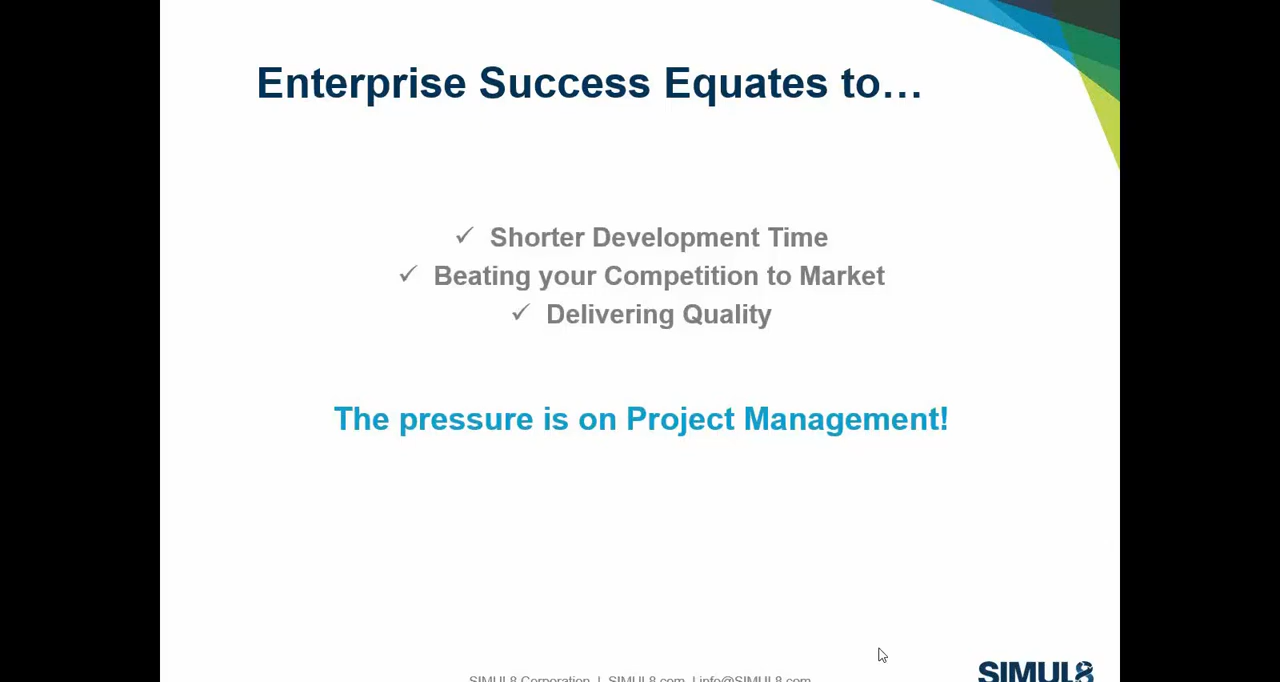 Enterprise Success Equates to…
✓ Shorter Development Time
✓ Beating your Competition to Market
✓ Delivering Quality
The pressure is on Project Management!
SIMUL8 Corporation | SIMUL8.com | info@SIMUL8.com
SIMUL8